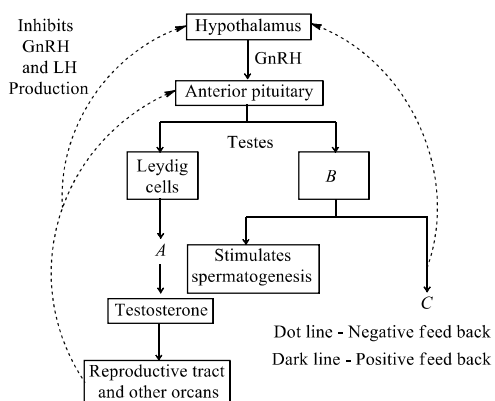 Inhibits
GnRH
and LH
Production
Hypothalamus
GnRH
Anterior pituitary
Testes
Leydig
cells
B
A
Stimulates
spermatogenesis
C
Testosterone
Dot line - Negative feed back
Dark line - Positive feed back
Reproductive tract
and other orcans